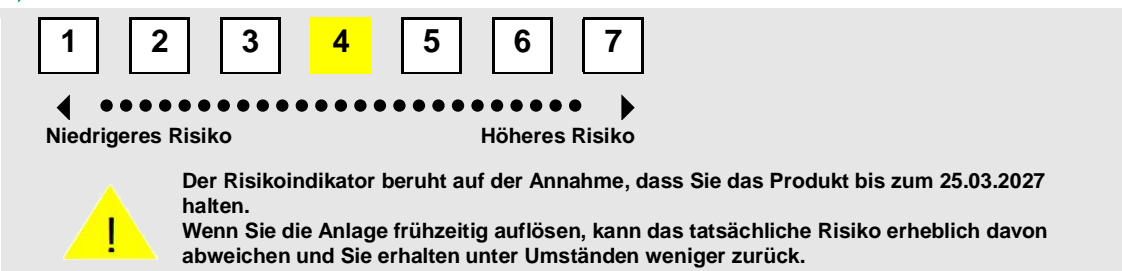 1 2 3 4 5 6 7
Niedrigeres Risiko Höheres Risiko
Der Risikoindikator beruht auf der Annahme, dass Sie das Produkt bis zum 25.03.2027
halten.
! Wenn Sie die Anlage frühzeitig auflösen, kann das tatsächliche Risiko erheblich davon
abweichen und Sie erhalten unter Umständen weniger zurück.